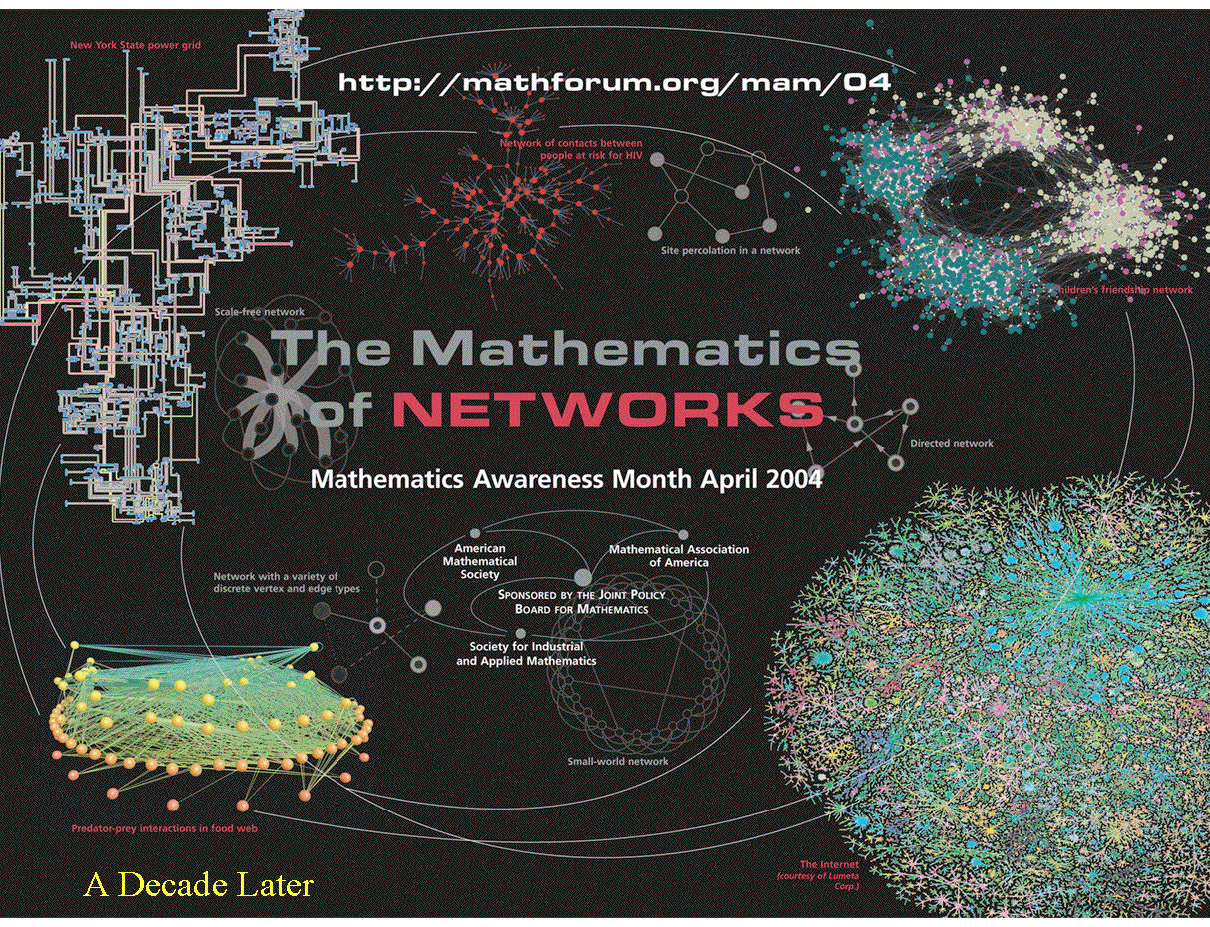 New York State power grid
http://mathforum.org/mam/04
Network of contacts between
people at risk for HIV
Site percolation in a network
Children's friendship network
Scale-free network
The Mathematics
of NETWORKS
Directed network
Mathematics Awareness Month April 2004
American
Mathematical
Society
Mathematical Association
of America
Network with a variety of
discrete vertex and edge types
SPONSORED BY THE JOINT POLICY
BOARD FOR MATHEMATICS
Society for Industrial
and Applied Mathematics
Small-world network
Predator-prey interactions in food web
The Internet
(courtesy of Lumeta
Corp.)
A Decade Later